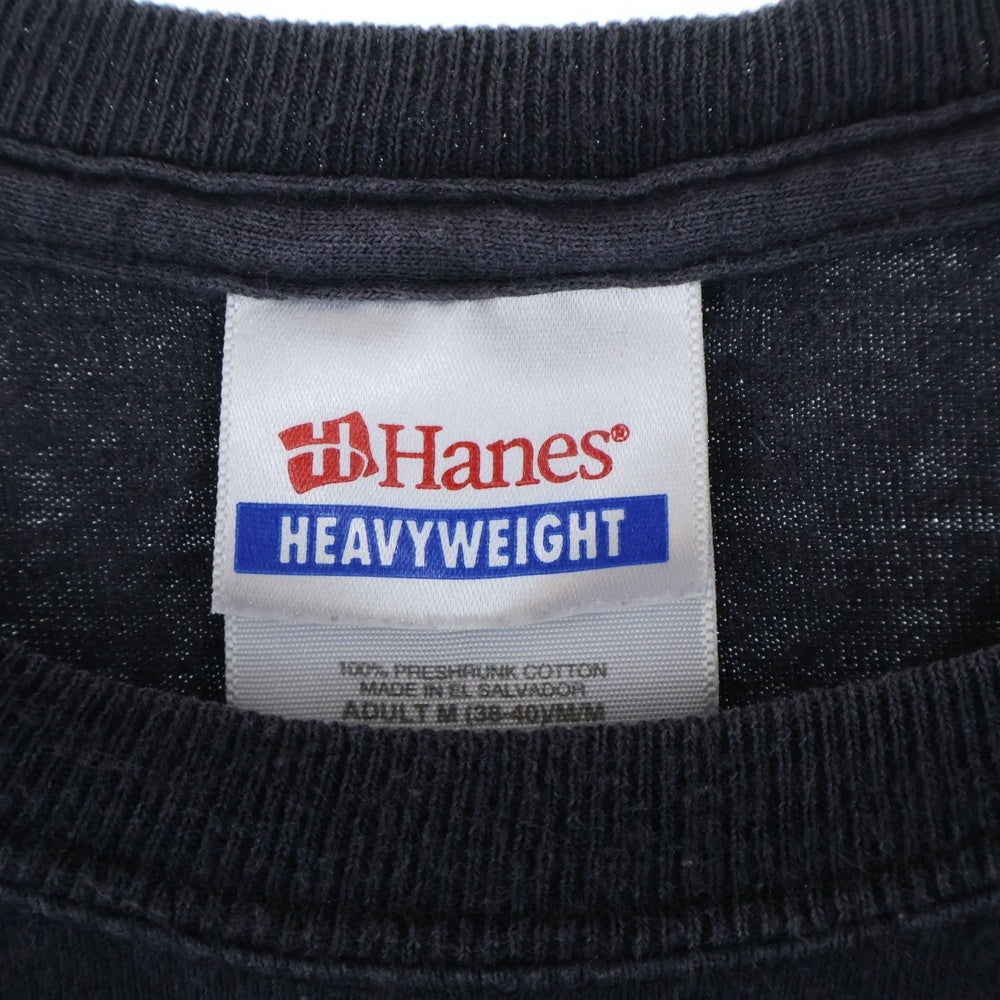 H Hanes®
HEAVYWEIGHT
100% PRESHRUNK COTTON
MADE IN EL SALVADOR
ADULT M (38-40)/M/M